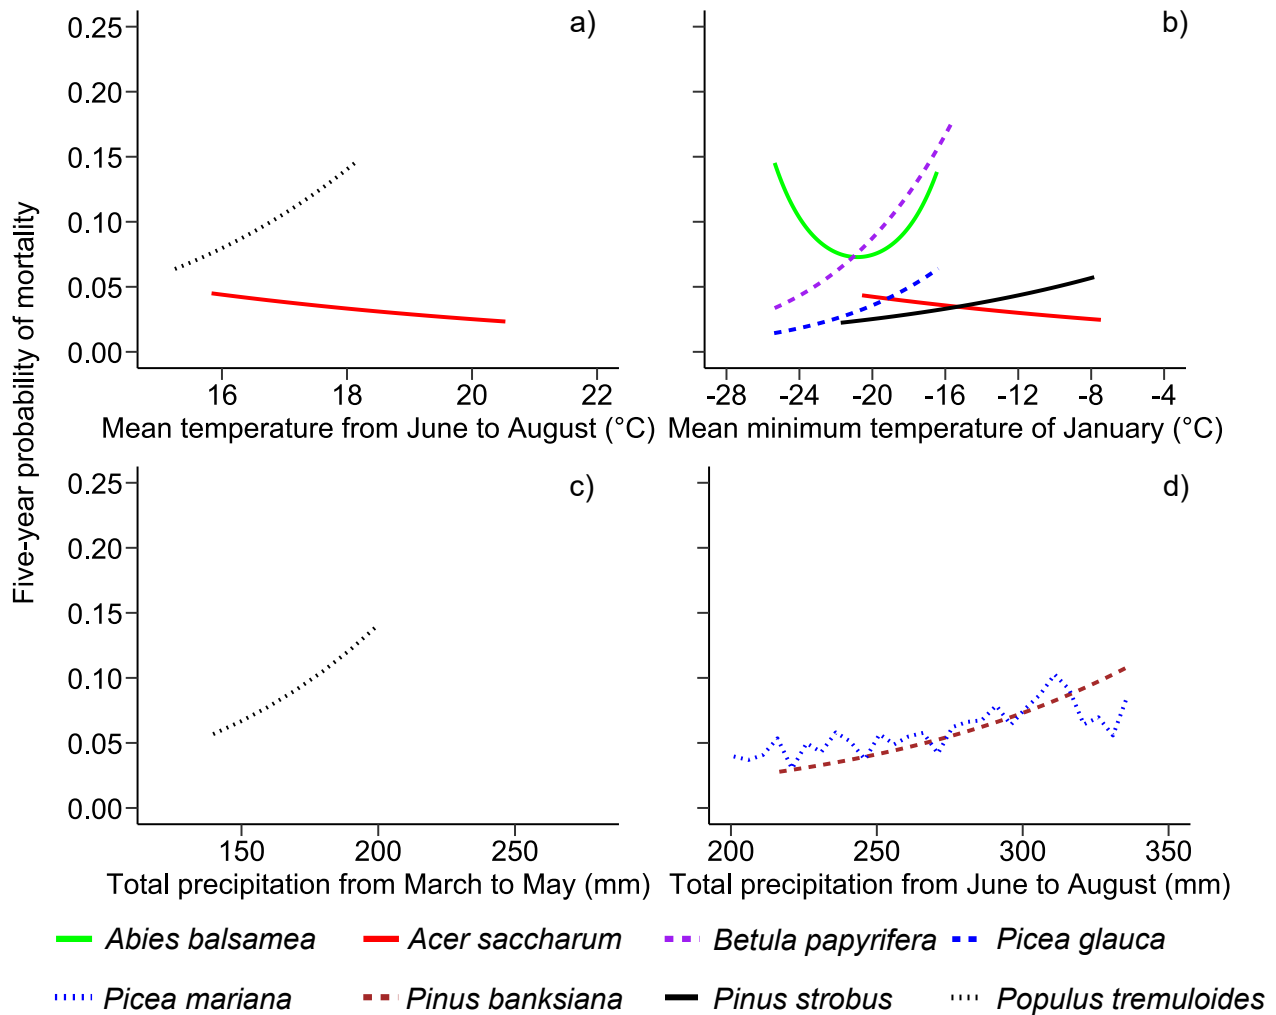 a)
b)
0.25
0.20
0.15
0.10
0.05
0.00
16 18 20 22
-28 -24 -20 -16 -12 -8 -4
Mean temperature from June to August (°C)
Mean minimum temperature of January (°C)
Five-year probability of mortality
c)
d)
0.25
0.20
0.15
0.10
0.05
0.00
150 200 250
200 250 300 350
Total precipitation from March to May (mm)
Total precipitation from June to August (mm)
Abies balsamea
Acer saccharum
Betula papyrifera
Picea glauca
Picea mariana
Pinus banksiana
Pinus strobus
Populus tremuloides